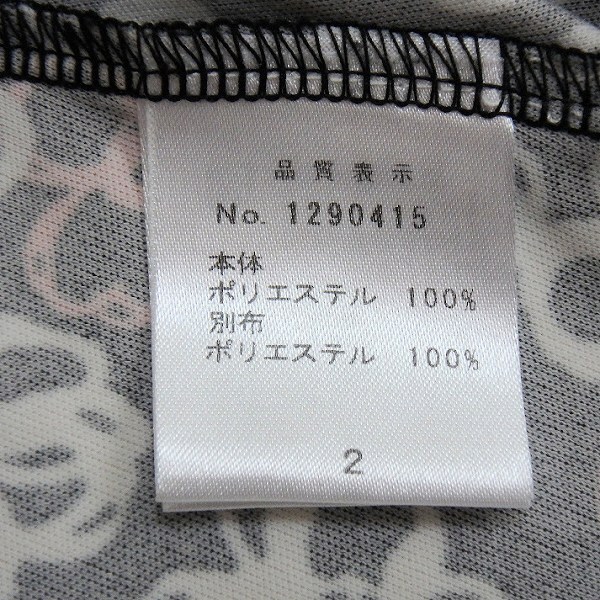 品質表示
No. 1290415
本体
ポリエステル 100%
別布
ポリエステル 100%
2